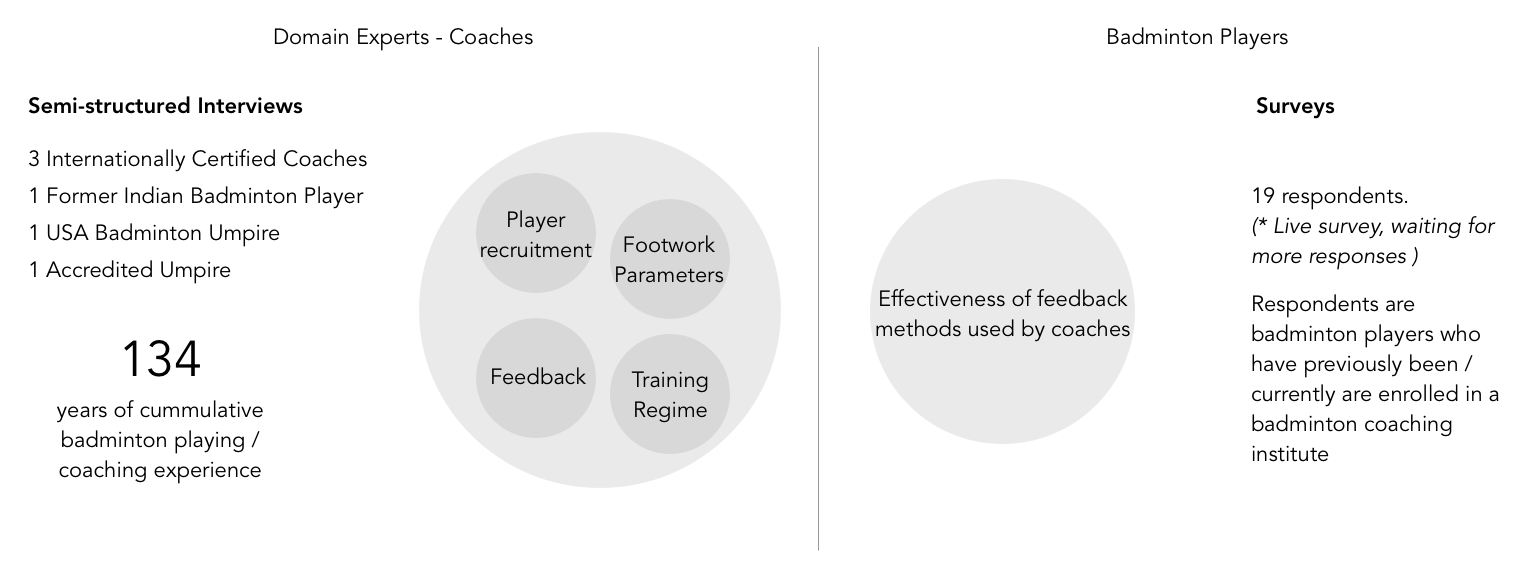 Domain Experts - Coaches
Semi-structured Interviews
3 Internationally Certified Coaches
1 Former Indian Badminton Player
1 USA Badminton Umpire
1 Accredited Umpire
134
years of cummulative
badminton playing /
coaching experience
Player
recruitment
Footwork
Parameters
Feedback
Training
Regime
Badminton Players
Effectiveness of feedback
methods used by coaches
Surveys
19 respondents.
(* Live survey, waiting for
more responses )
Respondents are
badminton players who
have previously been /
currently are enrolled in a
badminton coaching
institute